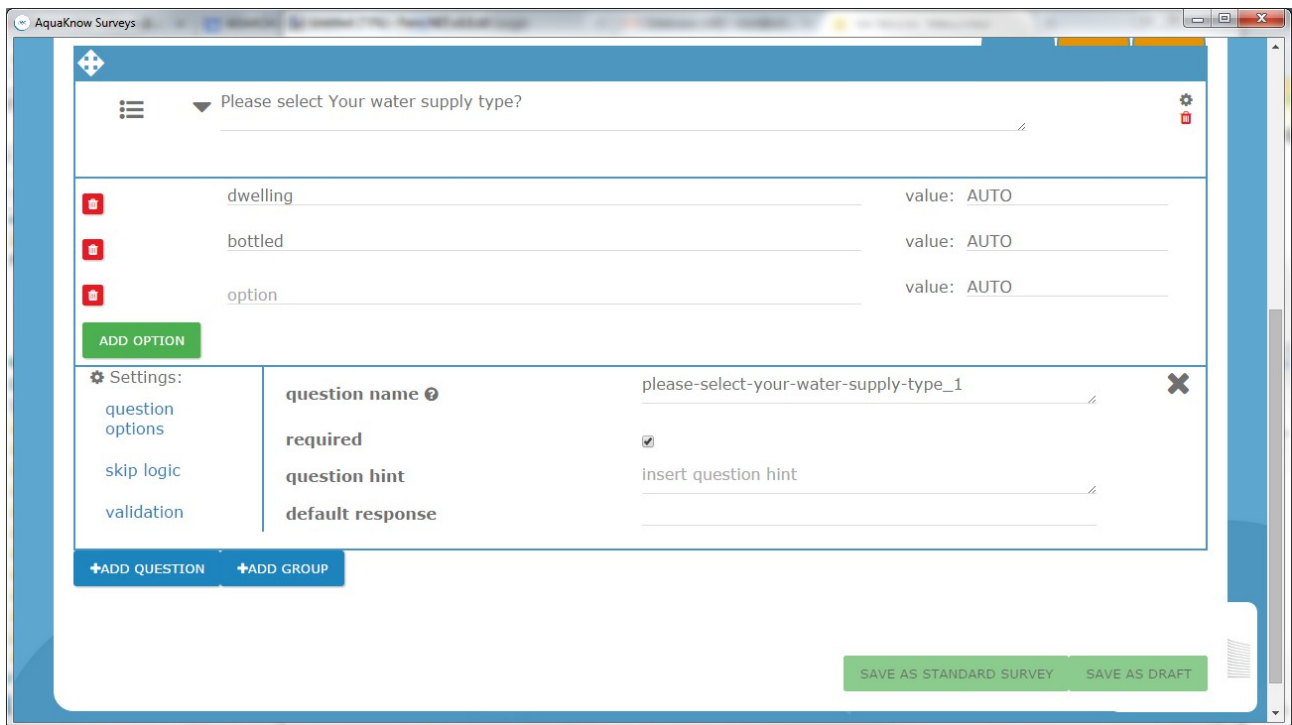 AquaKnow Surveys
Please select Your water supply type?
dwelling value: AUTO
bottled value: AUTO
option value: AUTO
ADD OPTION
Settings:
question options
skip logic
validation
question name please-select-your-water-supply-type_1
required
question hint insert question hint
default response
+ADD QUESTION +ADD GROUP
SAVE AS STANDARD SURVEY SAVE AS DRAFT